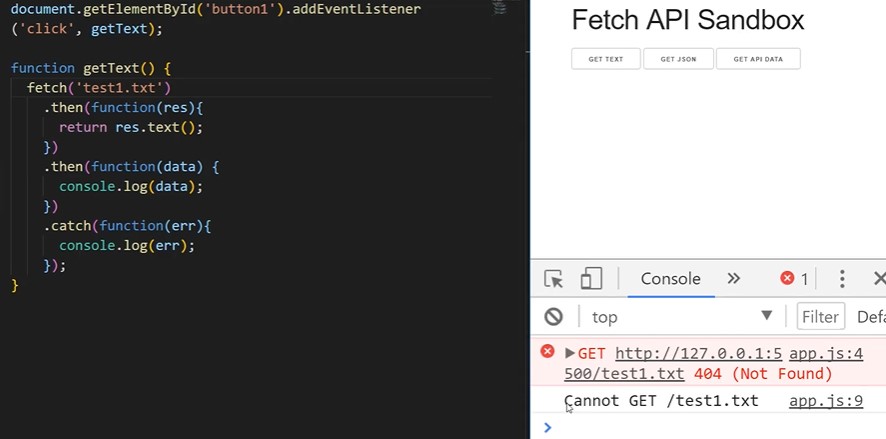 document.getElementById('button1').addEventListener
('click', getText);
function getText() {
fetch('test1.txt')
.then(function(res){
return res.text();
})
.then(function(data) {
console.log(data);
})
.catch(function(err){
console.log(err);
});
}
Fetch API Sandbox
GET TEXT GET JSON GET API DATA
Console » 1
top Filter Defa
GET http://127.0.0.1:5 app.js:4
500/test1.txt 404 (Not Found)
Cannot GET /test1.txt app.js:9